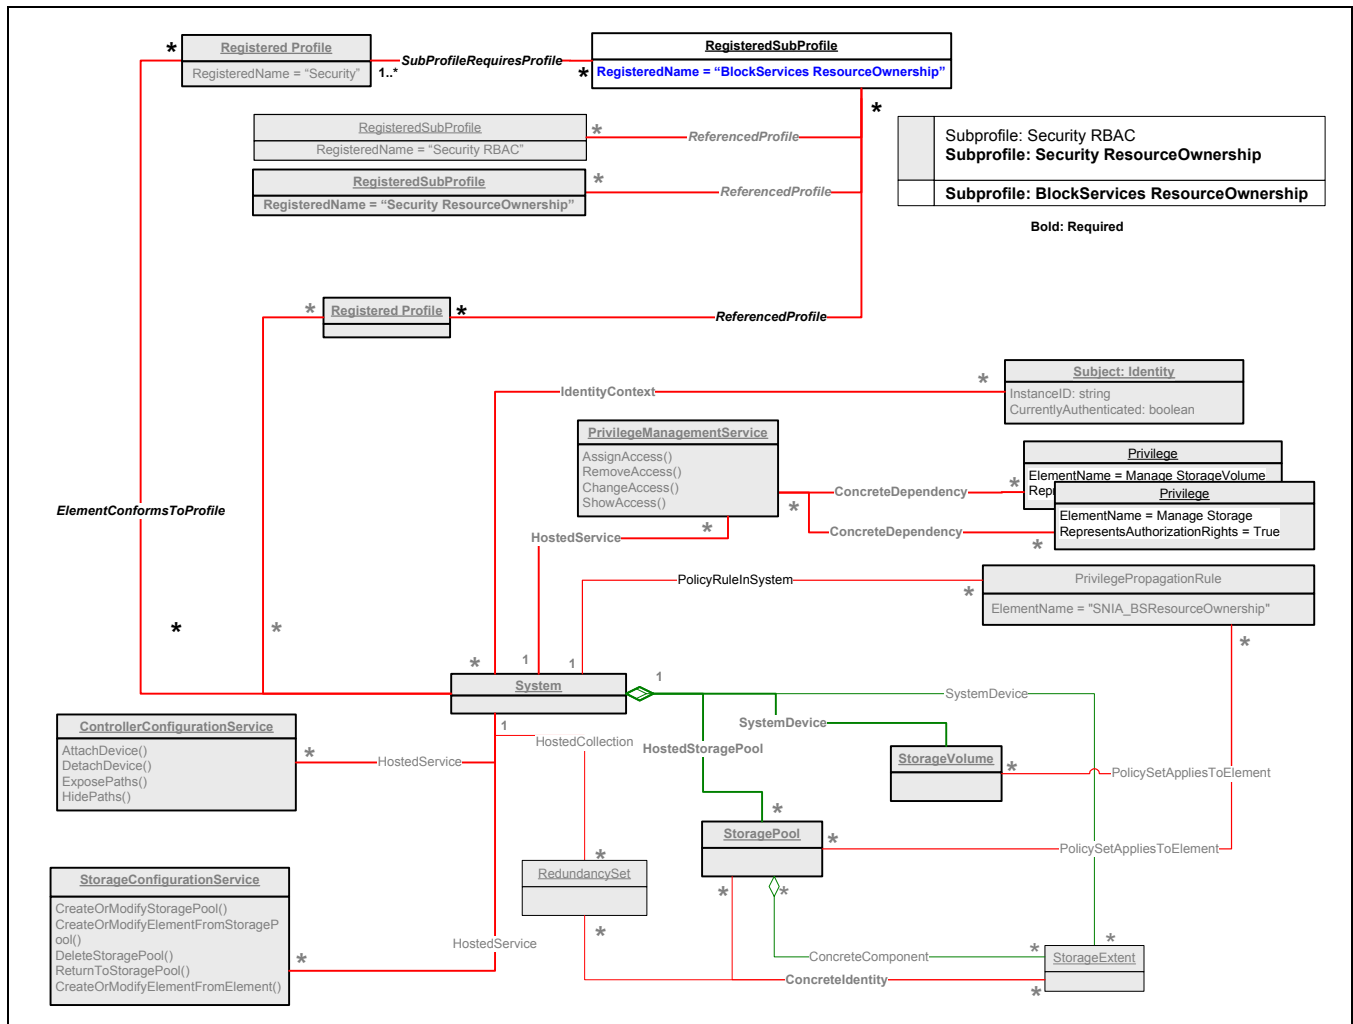 Registered Profile
RegisteredName = “Security”
*
1..*
SubProfileRequiresProfile
*
RegisteredSubProfile
RegisteredName = “BlockServices ResourceOwnership”
*
RegisteredSubProfile
RegisteredName = “Security RBAC”
*
ReferencedProfile
RegisteredSubProfile
RegisteredName = “Security ResourceOwnership”
*
ReferencedProfile
Subprofile: Security RBAC
Subprofile: Security ResourceOwnership
Subprofile: BlockServices ResourceOwnership
Bold: Required
*
Registered Profile
*
ReferencedProfile
IdentityContext
*
Subject: Identity
InstanceID: string
CurrentlyAuthenticated: boolean
PrivilegeManagementService
AssignAccess()
RemoveAccess()
ChangeAccess()
ShowAccess()
*
*
ConcreteDependency
*
Privilege
ElementName = Manage StorageVolume
Rep
ConcreteDependency
*
Privilege
ElementName = Manage Storage
RepresentsAuthorizationRights = True
ElementConformsToProfile
HostedService
PolicyRuleInSystem
*
PrivilegePropagationRule
ElementName = "SNIA_BSResourceOwnership"
*
*
*
*
1
1
System
1
1
SystemDevice
SystemDevice
HostedStoragePool
HostedCollection
ControllerConfigurationService
AttachDevice()
DetachDevice()
ExposePaths()
HidePaths()
*
HostedService
StorageVolume
*
PolicySetAppliesToElement
*
StoragePool
*
PolicySetAppliesToElement
*
RedundancySet
*
*
*
StorageConfigurationService
CreateOrModifyStoragePool()
CreateOrModifyElementFromStorageP
ool()
DeleteStoragePool()
ReturnToStoragePool()
CreateOrModifyElementFromElement()
*
HostedService
ConcreteComponent
*
*
StorageExtent
ConcreteIdentity
*